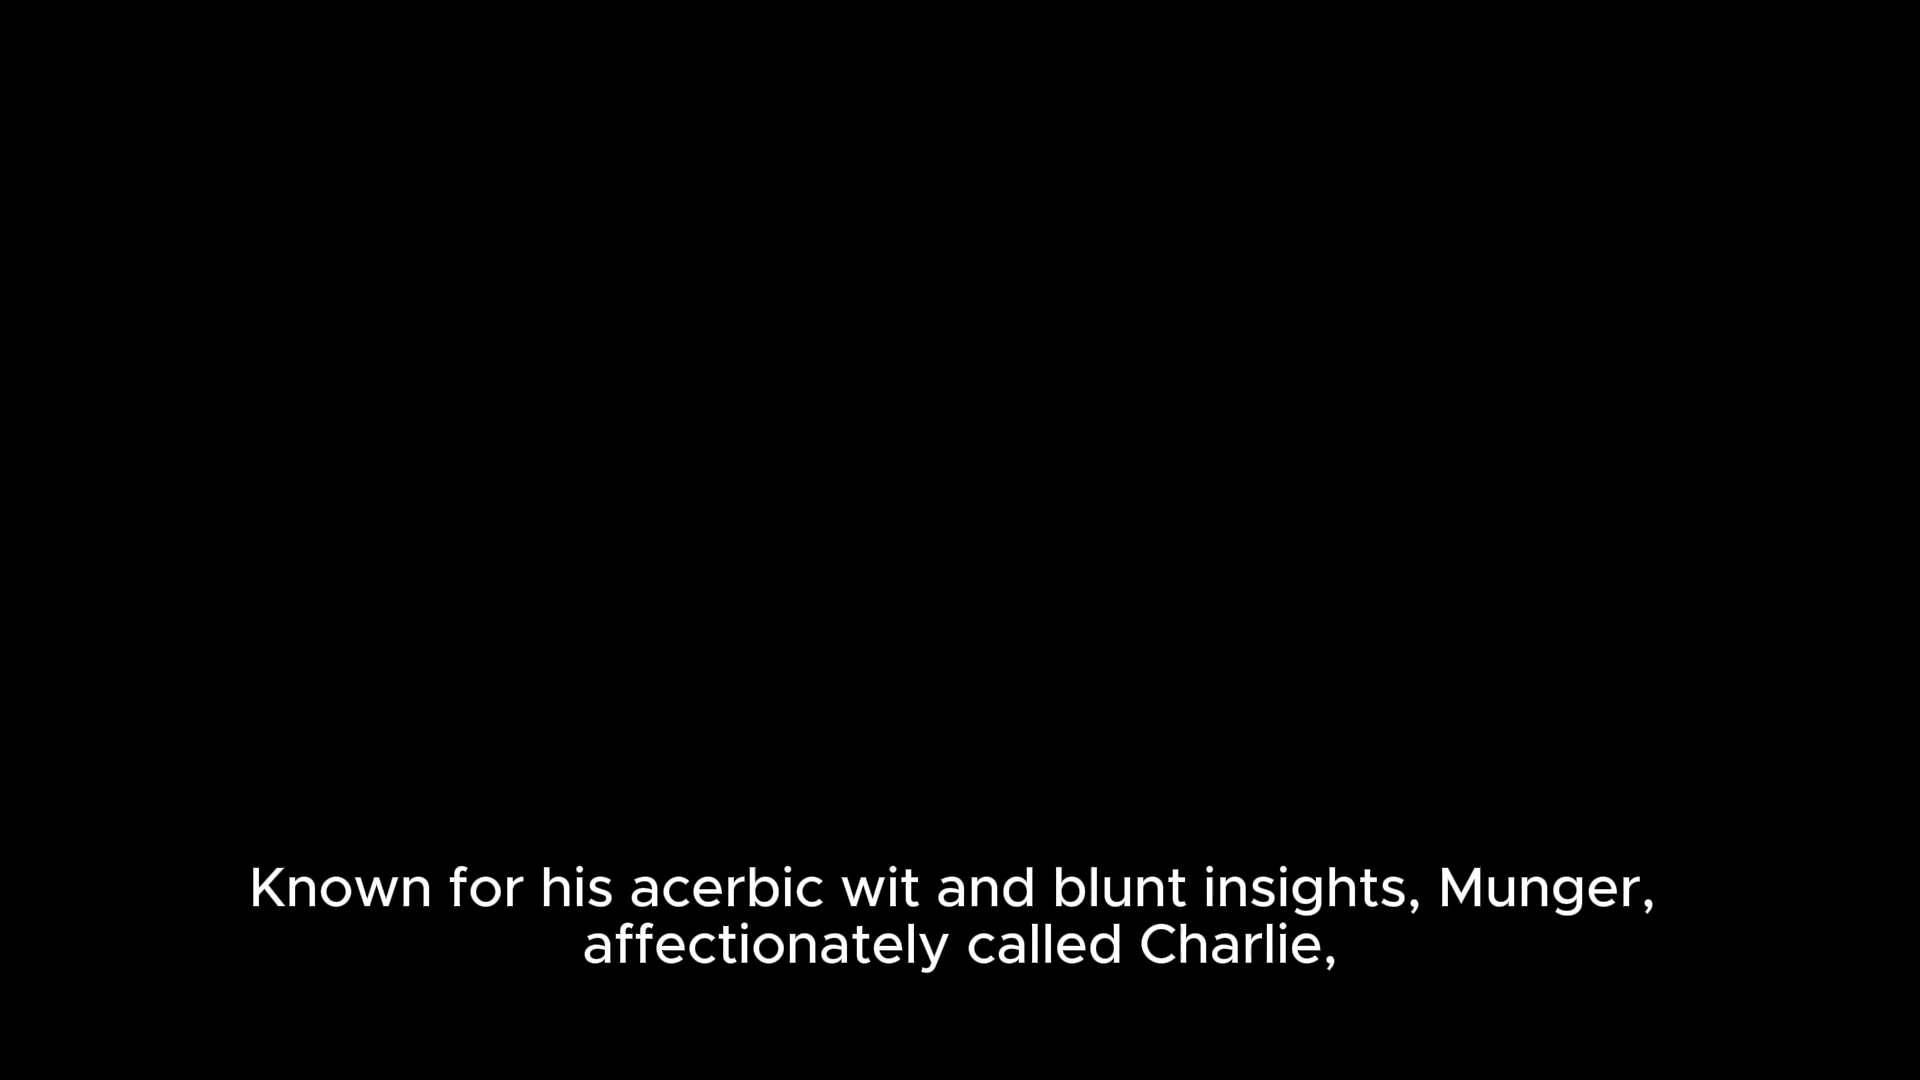 Known for his acerbic wit and blunt insights, Munger,
affectionately called Charlie,